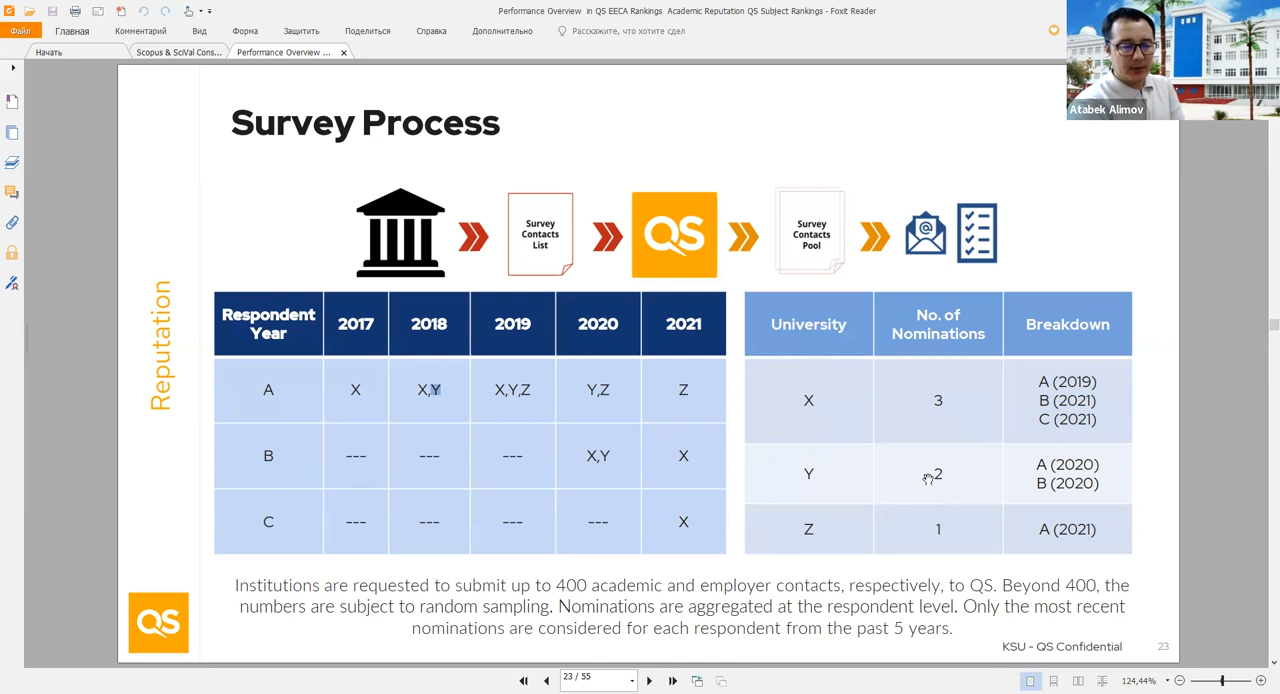 Performance Overview in QS EECA Rankings Academic Reputation QS Subject Rankings - Foxit Reader
Файл Главная Комментарий Вид Форма Защитить Поделиться Справка Дополнительно Расскажите, что хотите сдел
Начать Scopus & SciVal Cons... Performance Overview ...
Atabek Alimov
Survey Process
Survey
Contacts
List
QS
Survey
Contacts
Pool
Reputation
Respondent
Year 2017 2018 2019 2020 2021
A X X,Y X,Y,Z Y,Z Z
B --- --- --- X,Y X
C --- --- --- --- X
University No. of
Nominations Breakdown
X 3 A (2019)
B (2021)
C (2021)
Y 2 A (2020)
B (2020)
Z 1 A (2021)
Institutions are requested to submit up to 400 academic and employer contacts, respectively, to QS. Beyond 400, the
numbers are subject to random sampling. Nominations are aggregated at the respondent level. Only the most recent
nominations are considered for each respondent from the past 5 years.
QS
KSU - QS Confidential 23
23 / 55 124,44%